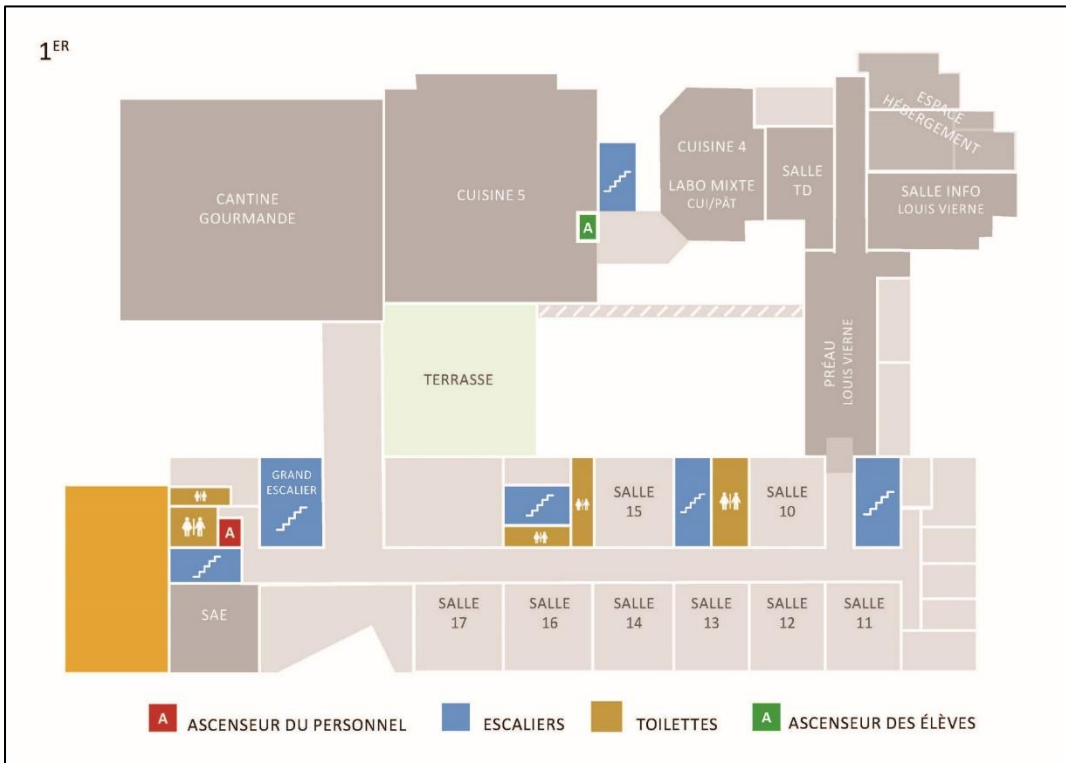 1ER
ESPACE
HÉBERGEMENT
CUISINE 4
LABO MIXTE
CUI/PÂT
SALLE
TD
CANTINE
GOURMANDE
CUISINE 5
SALLE INFO
LOUIS VIERNE
A
TERRASSE
PRÉAU
LOUIS VIERNE
GRAND
ESCALIER
SALLE
15
SALLE
10
A
SAE
SALLE
17
SALLE
16
SALLE
14
SALLE
13
SALLE
12
SALLE
11
A ASCENSEUR DU PERSONNEL
ESCALIERS
TOILETTES
A ASCENSEUR DES ÉLÈVES